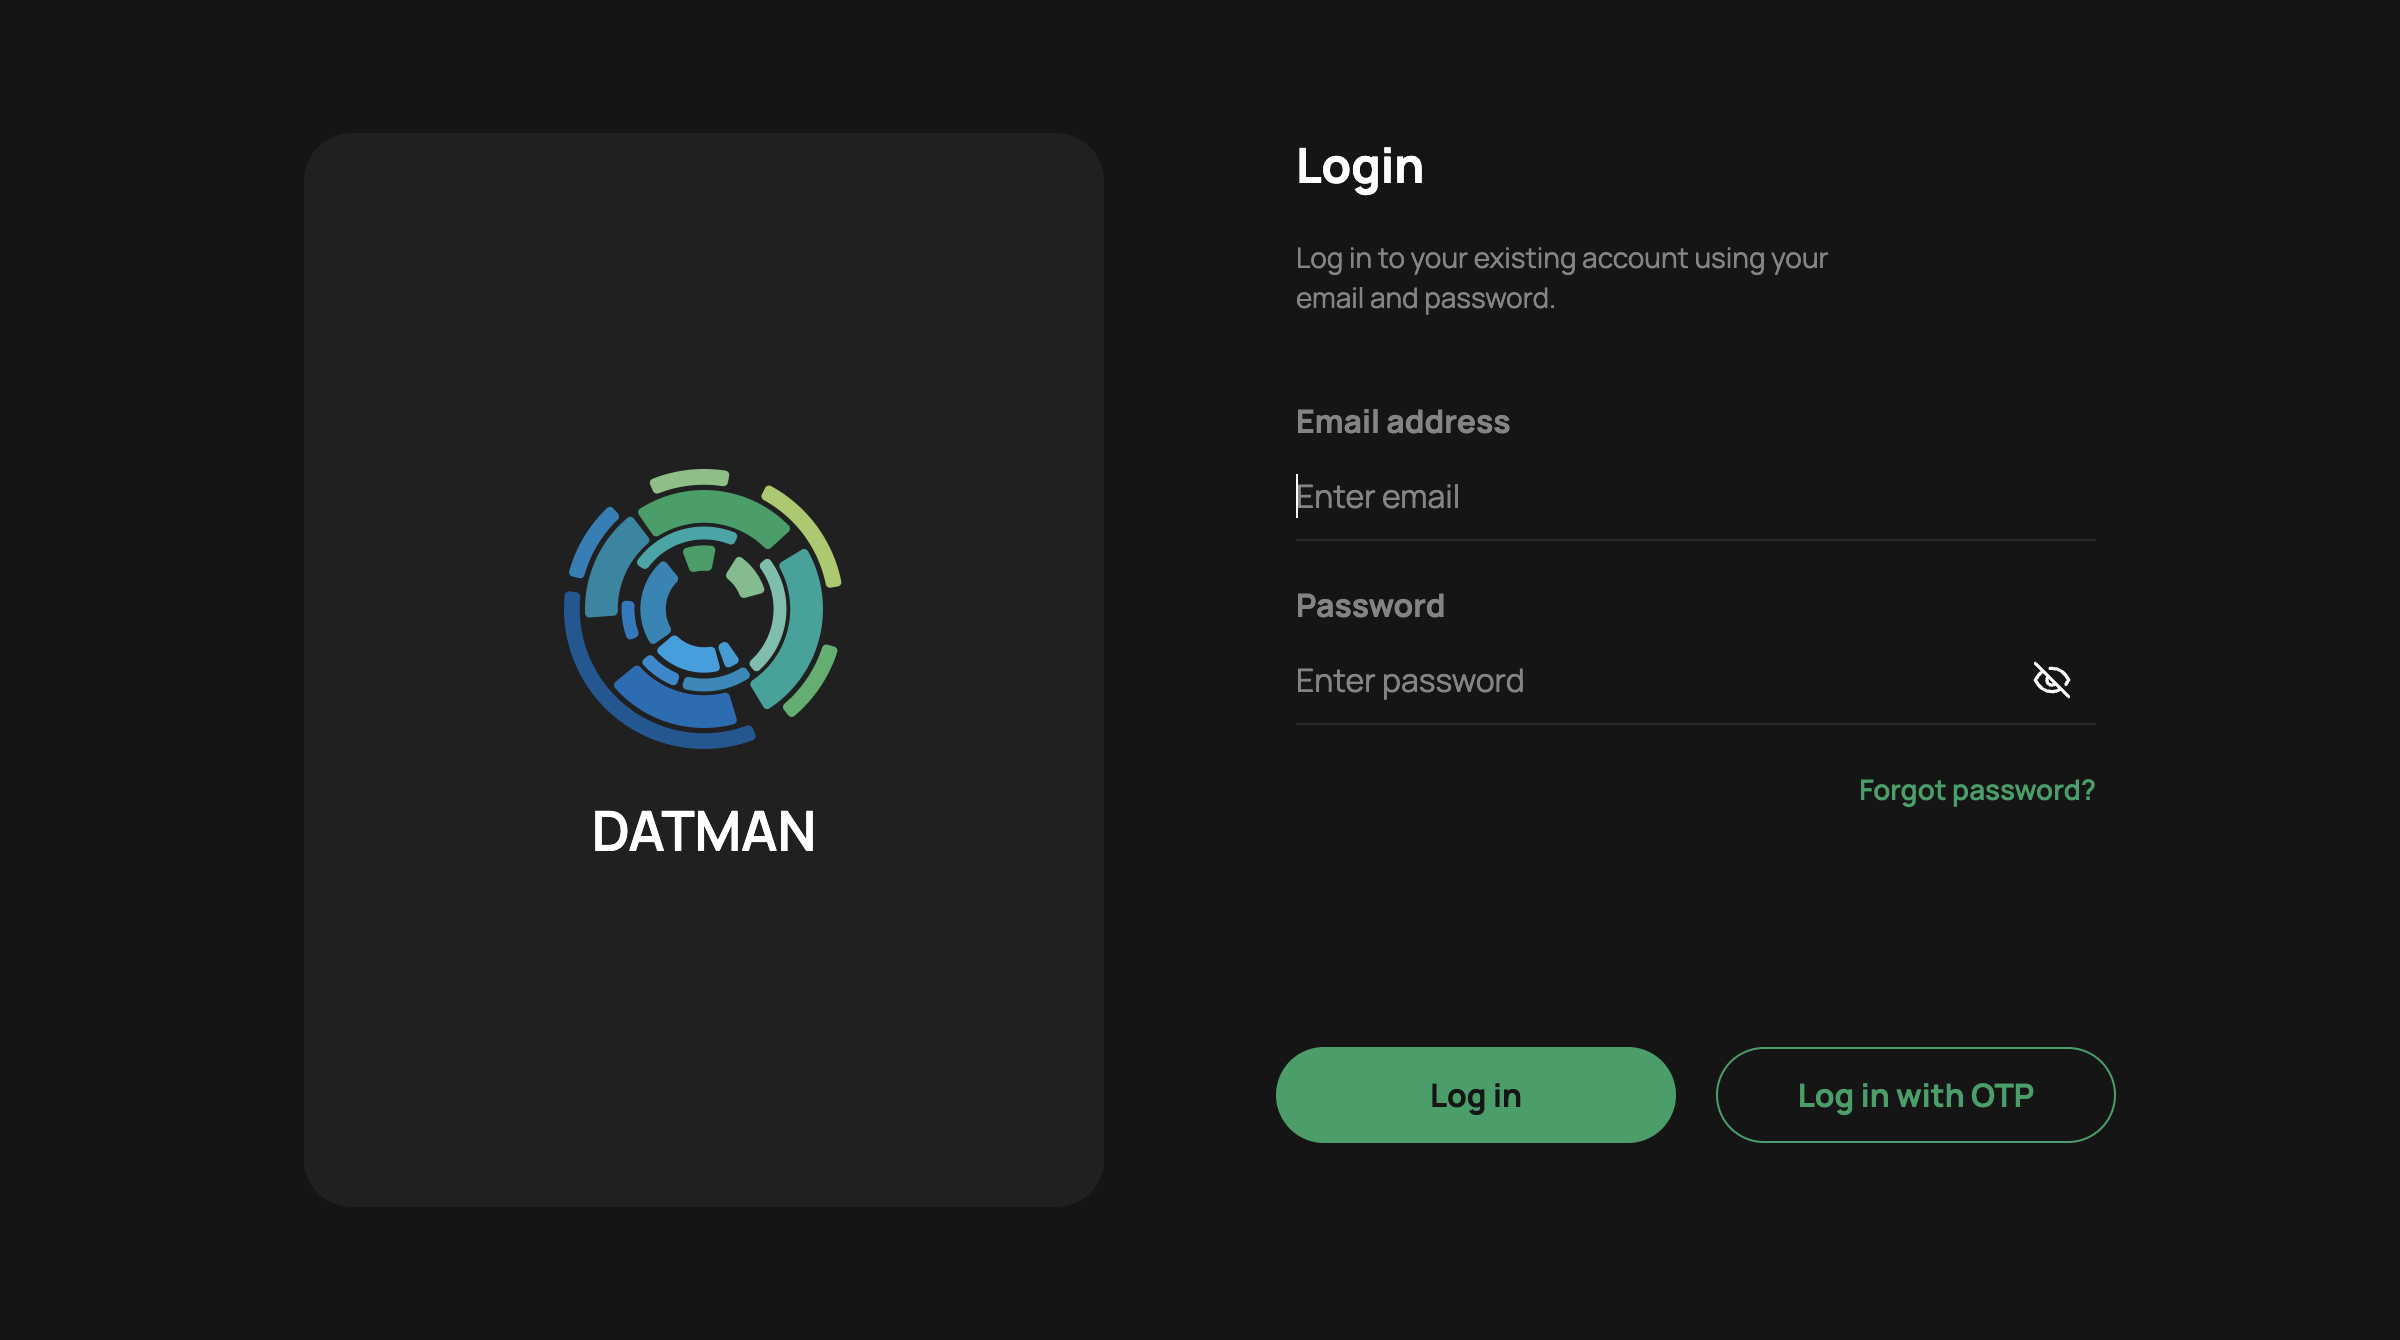 DATMAN
Login
Log in to your existing account using your
email and password.
Email address
Enter email
Password
Enter password
Forgot password?
Log in
Log in with OTP